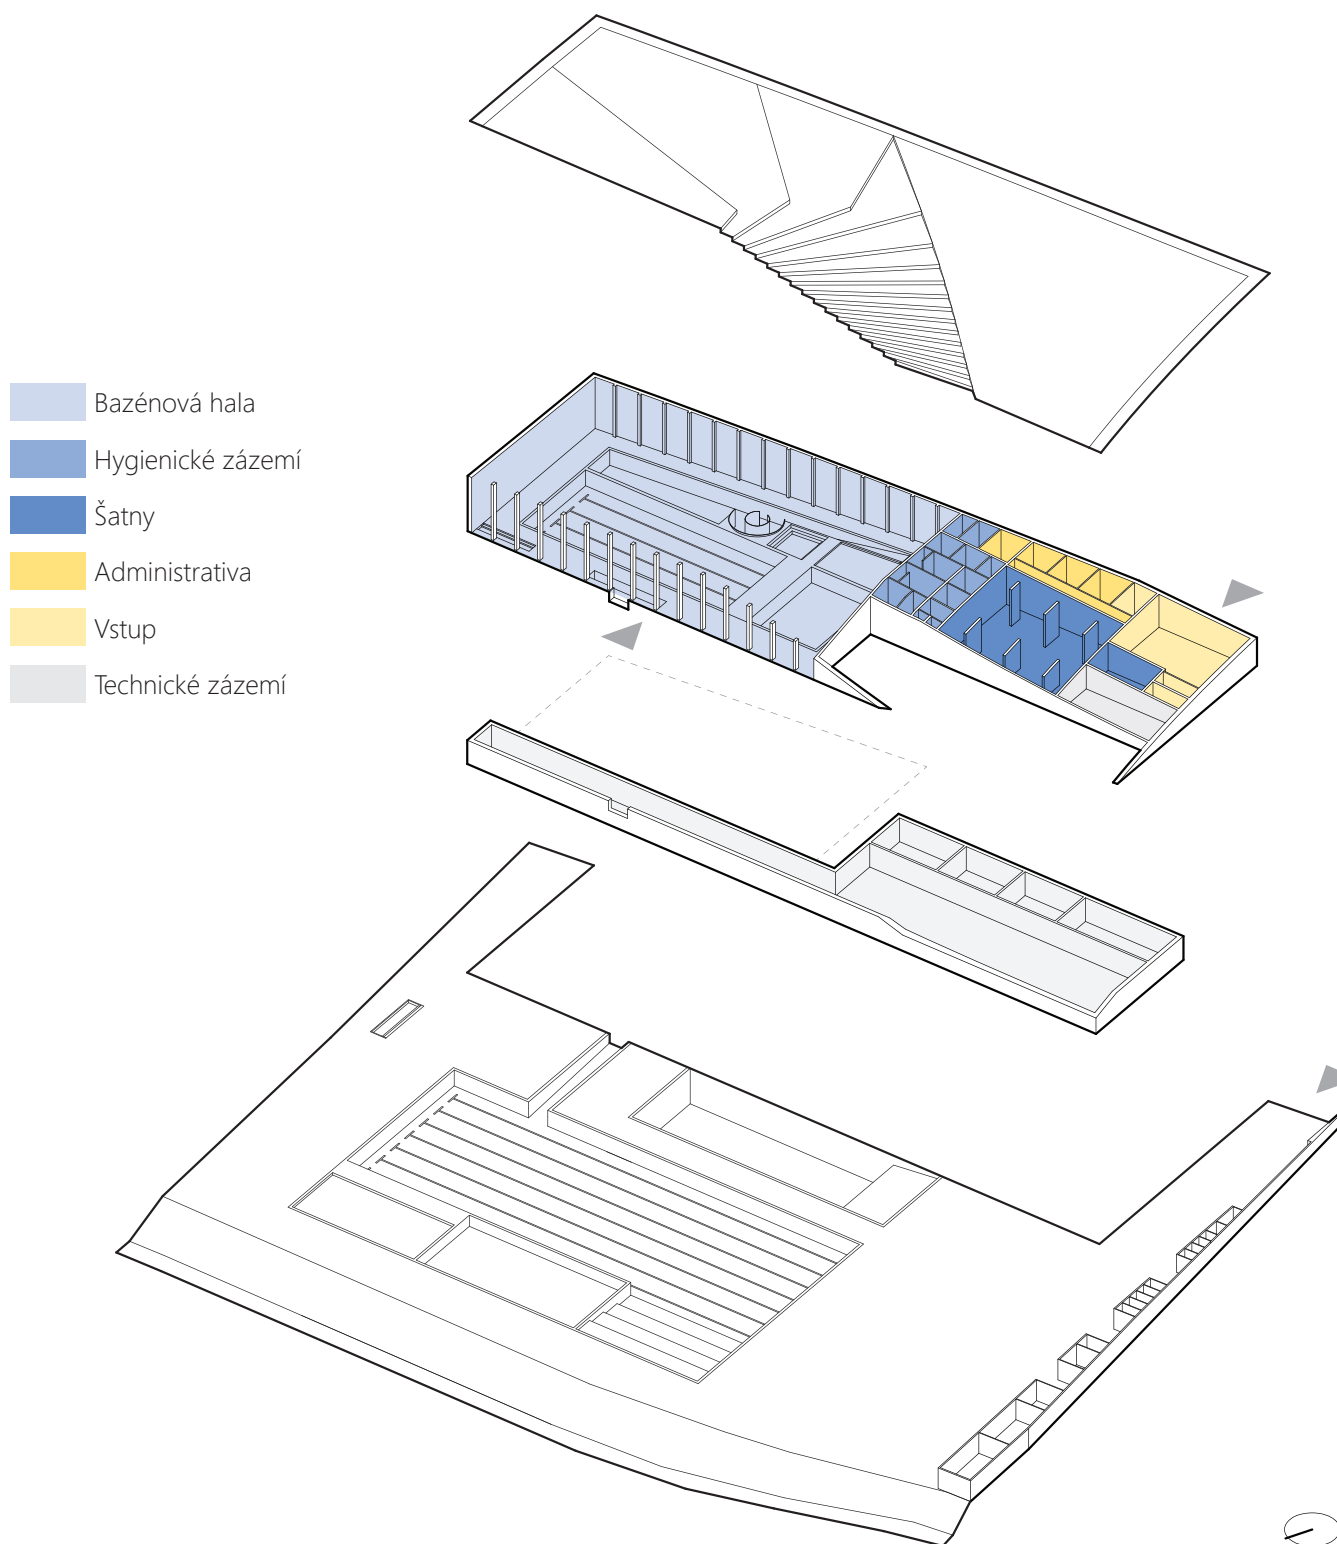 Bazénová hala
Hygienické zázemí
Šatny
Administrativa
Vstup
Technické zázemí